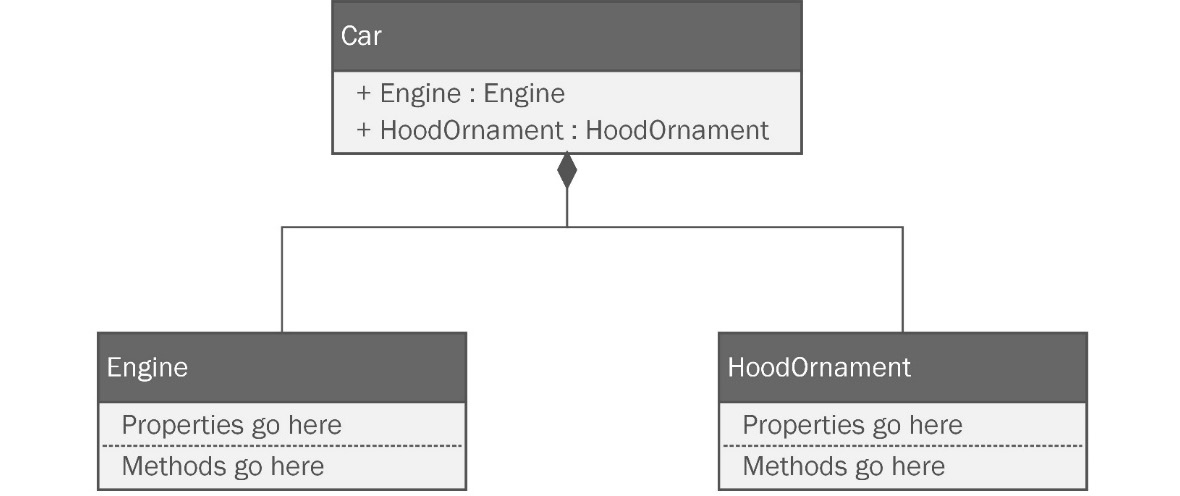 Car
+ Engine : Engine
+ HoodOrnament : HoodOrnament
Engine
Properties go here
Methods go here
HoodOrnament
Properties go here
Methods go here